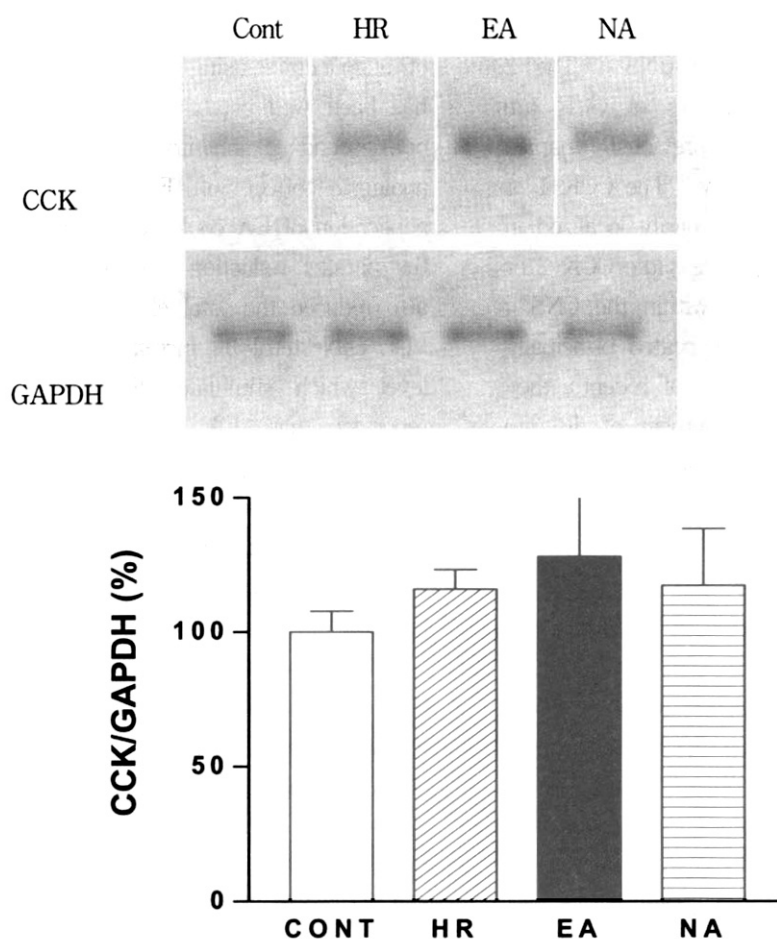 Cont HR EA NA
CCK
GAPDH
150
100
50
0
CCK/GAPDH (%)
CONT HR EA NA